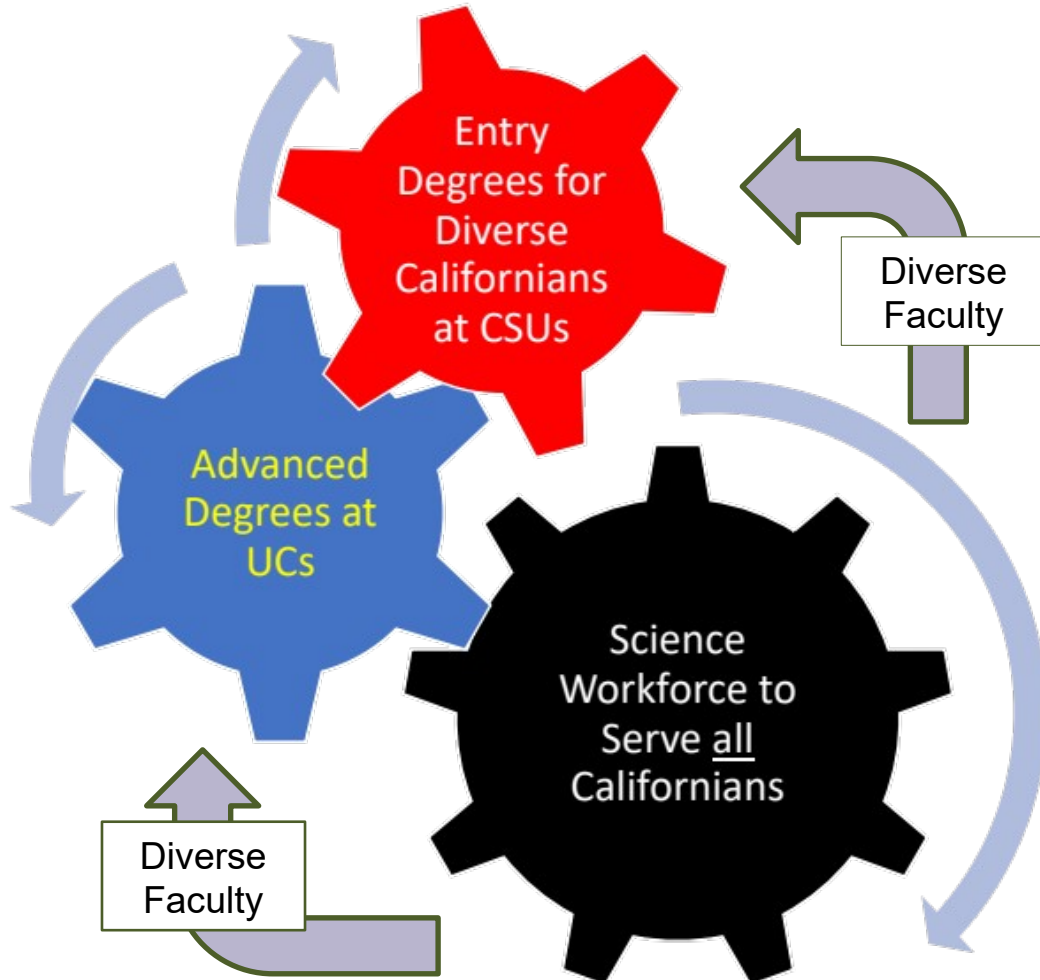 Entry
Degrees for
Diverse
Californians
at CSUs
Diverse
Faculty
Advanced
Degrees at
UCs
Science
Workforce to
Serve all
Californians
Diverse
Faculty